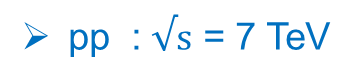 ➢ pp : √s = 7 TeV